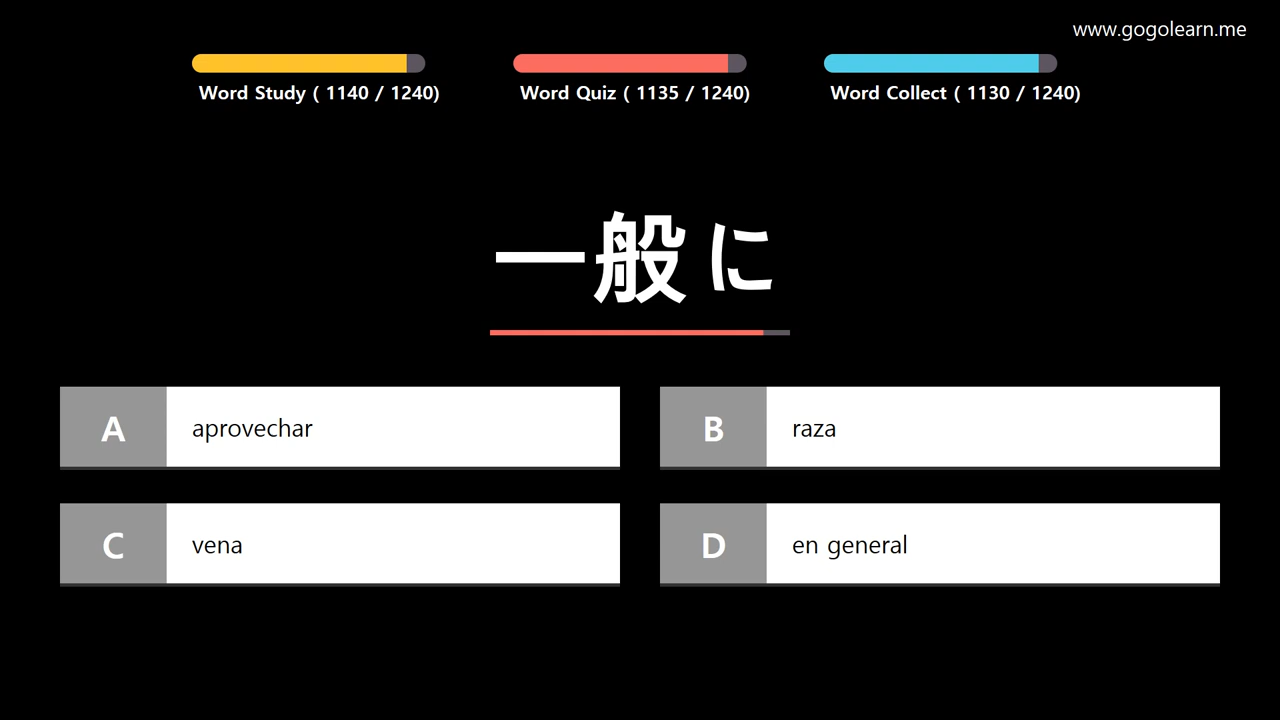 www.gogolearn.me
Word Study ( 1140 / 1240)
Word Quiz ( 1135 / 1240)
Word Collect ( 1130 / 1240)
一般に
A aprovechar
B raza
C vena
D en general